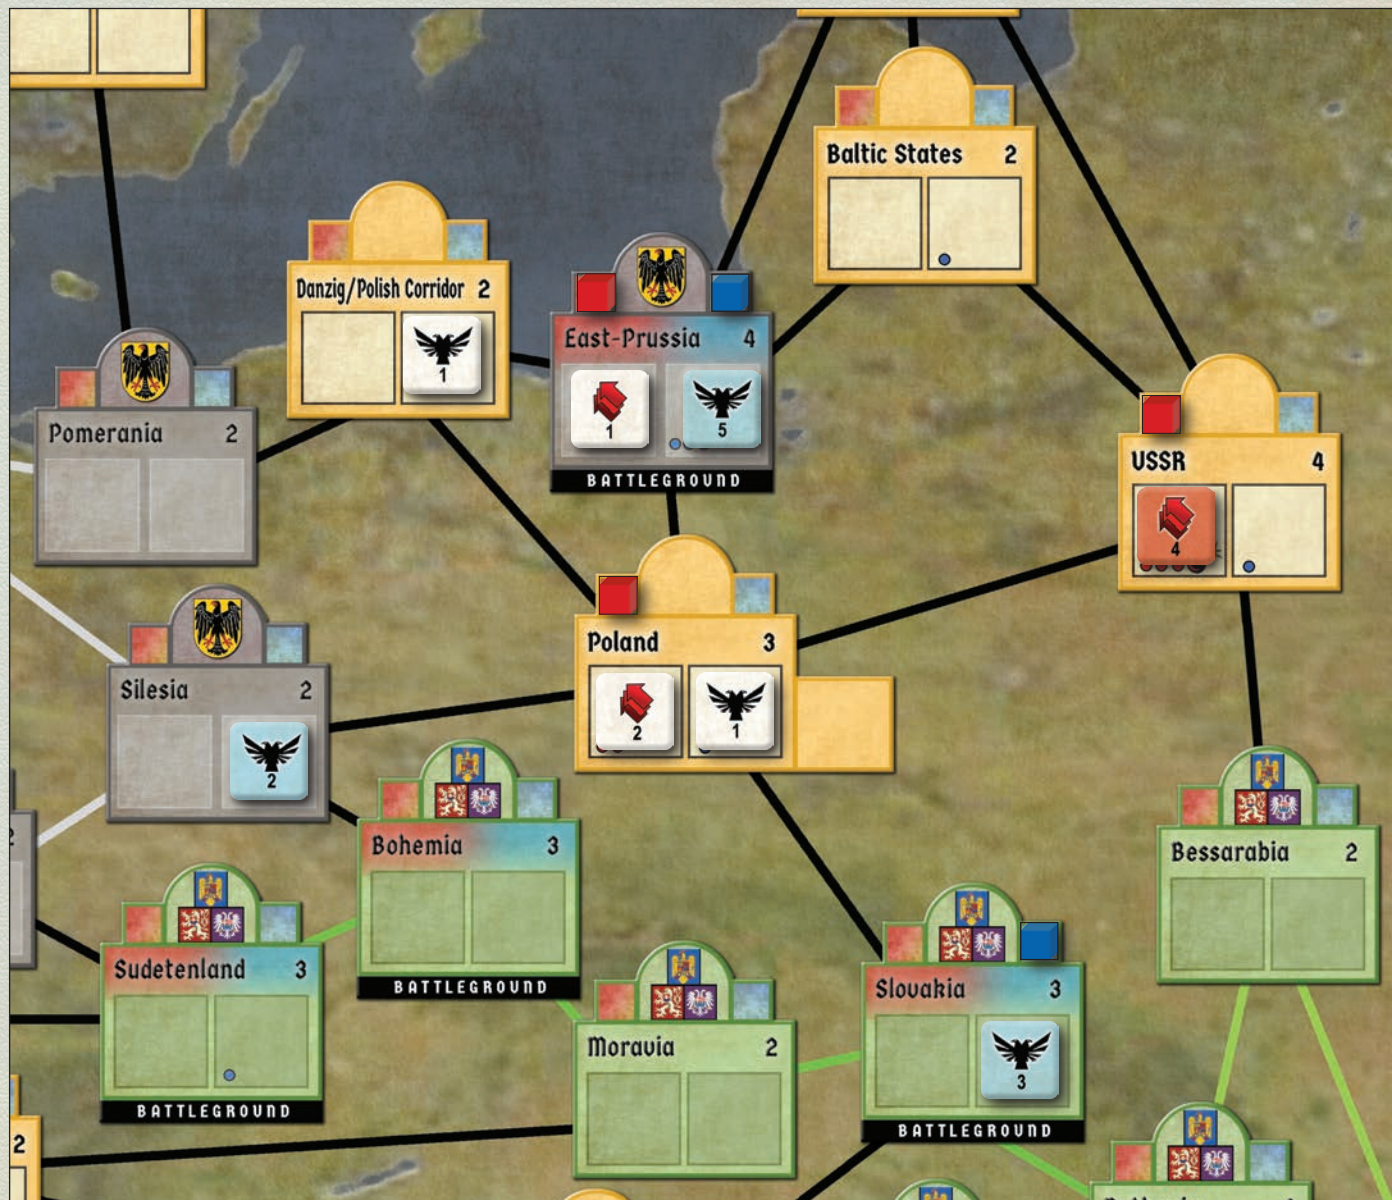 Baltic States 2
Danzig/Polish Corridor 2
1
East-Prussia 4
1 5
BATTLEGROUND
Pomerania 2
USSR 4
4
Poland 3
2 1
Silesia 2
2
Bohemia 3
BATTLEGROUND
Bessarabia 2
Sudetenland 3
BATTLEGROUND
Slovakia 3
3
BATTLEGROUND
Moravia 2
2